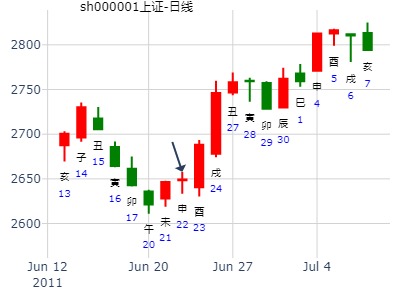 sh000001上证-日线
2800
2750
2700
2650
2600
亥
13
子
14
丑
15
寅
16
卯
17
午
20
未
21
申
22
酉
23
戌
24
丑
27
寅
28
卯
29
辰
30
巳
1
申
4
酉
5
戌
6
亥
7
Jun 12
2011
Jun 20
Jun 27
Jul 4